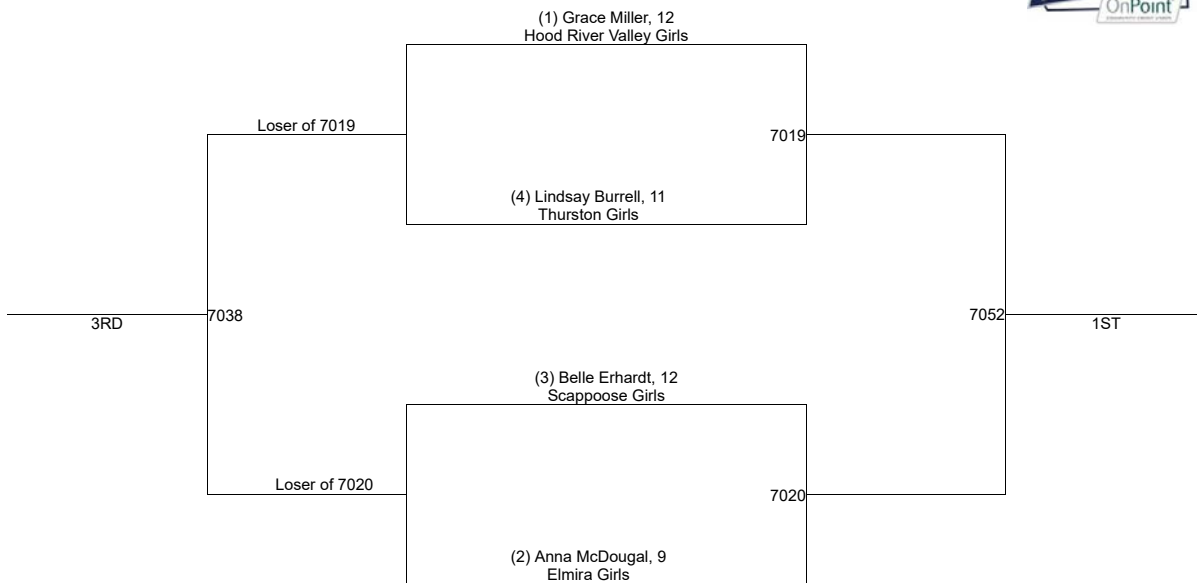 OnPoint
(1) Grace Miller, 12
Hood River Valley Girls
Loser of 7019
7019
(4) Lindsay Burrell, 11
Thurston Girls
7038
3RD
7052
1ST
(3) Belle Erhardt, 12
Scappoose Girls
Loser of 7020
7020
(2) Anna McDougal, 9
Elmira Girls